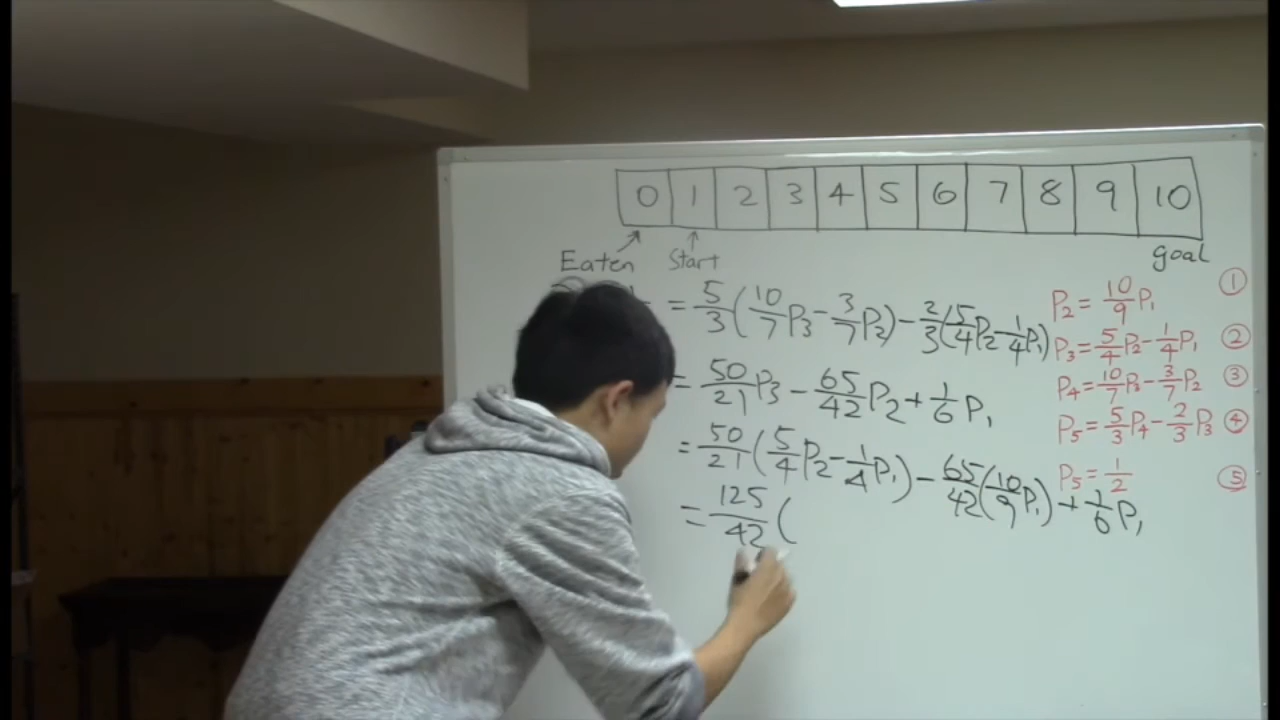 0 1 2 3 4 5 6 7 8 9 10
Eaten Start goal
= 5/3(10/7 P₃ - 3/7 P₂) - 2/3(5/4 P₂ - 1/4 P₁)
= 50/21 P₃ - 65/42 P₂ + 1/6 P₁
= 50/21(5/4 P₂ - 1/4 P₁) - 65/42(10/9 P₁) + 1/6 P₁
= 125/42(
P₂ = 10/9 P₁ ①
P₃ = 5/4 P₂ - 1/4 P₁ ②
P₄ = 10/7 P₃ - 3/7 P₂ ③
P₅ = 5/3 P₄ - 2/3 P₃ ④
P₅ = 1/2 ⑤